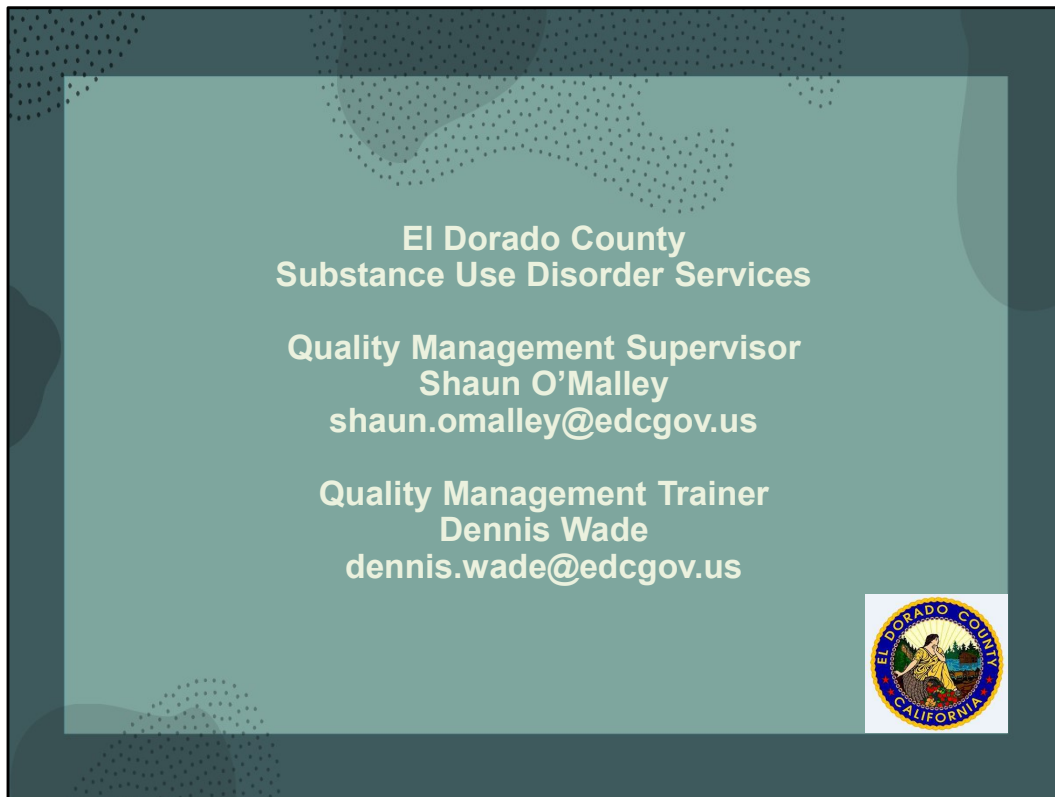 El Dorado County
Substance Use Disorder Services
Quality Management Supervisor
Shaun O’Malley
shaun.omalley@edcgov.us
Quality Management Trainer
Dennis Wade
dennis.wade@edcgov.us
EL DORADO COUNTY
CALIFORNIA